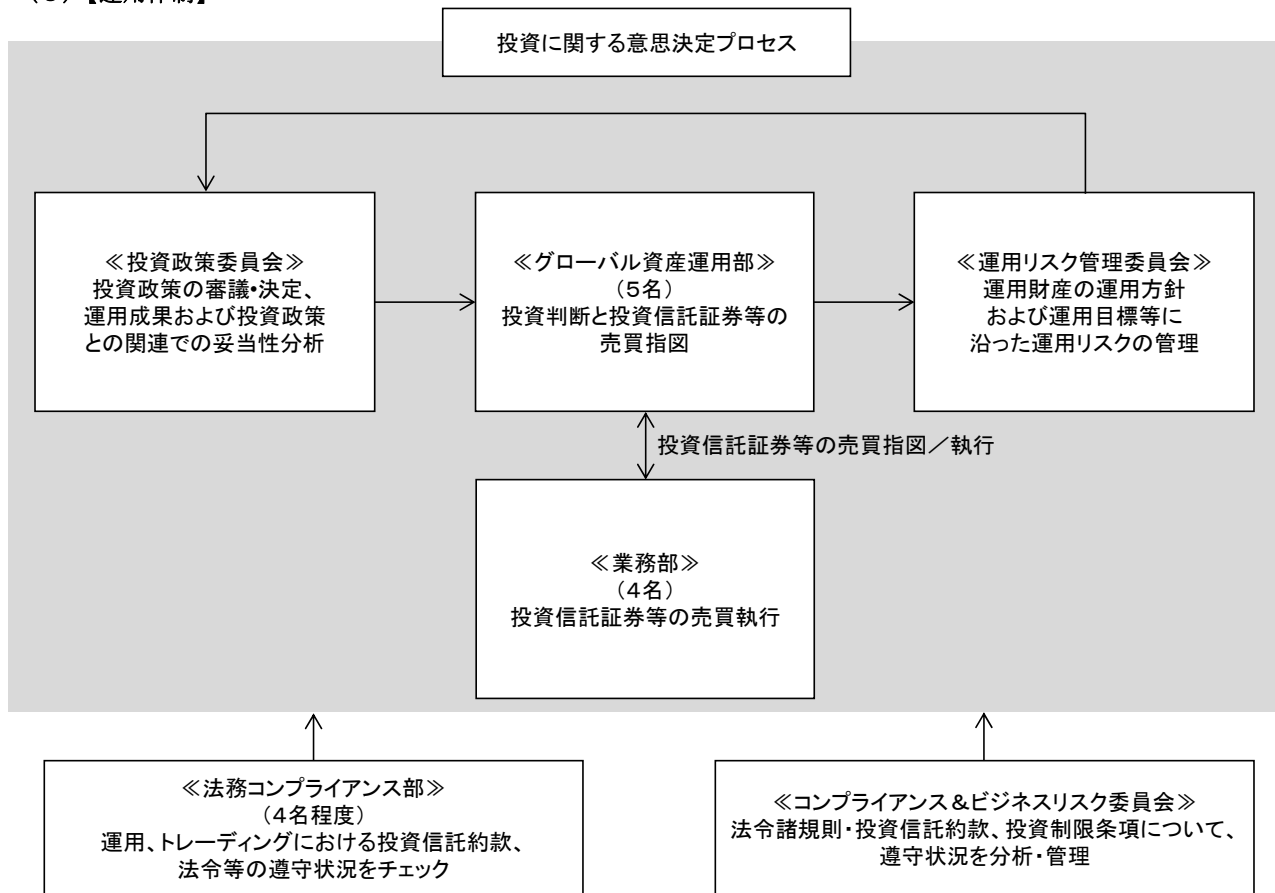 (3)【運用体制】
投資に関する意思決定プロセス
≪投資政策委員会≫
投資政策の審議・決定、
運用成果および投資政策
との関連での妥当性分析
≪グローバル資産運用部≫
(5名)
投資判断と投資信託証券等の
売買指図
≪運用リスク管理委員会≫
運用財産の運用方針
および運用目標等に
沿った運用リスクの管理
投資信託証券等の売買指図／執行
≪業務部≫
(4名)
投資信託証券等の売買執行
≪法務コンプライアンス部≫
(4名程度)
運用、トレーディングにおける投資信託約款、
法令等の遵守状況をチェック
≪コンプライアンス＆ビジネスリスク委員会≫
法令諸規則・投資信託約款、投資制限条項について、
遵守状況を分析・管理